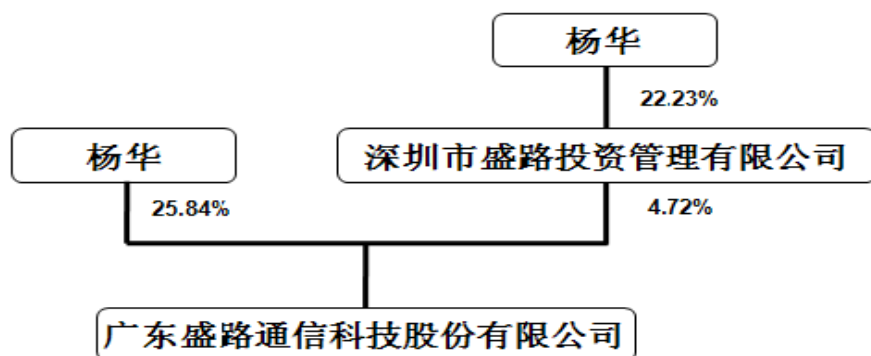 杨华
22.23%
杨华
深圳市盛路投资管理有限公司
25.84%
4.72%
广东盛路通信科技股份有限公司